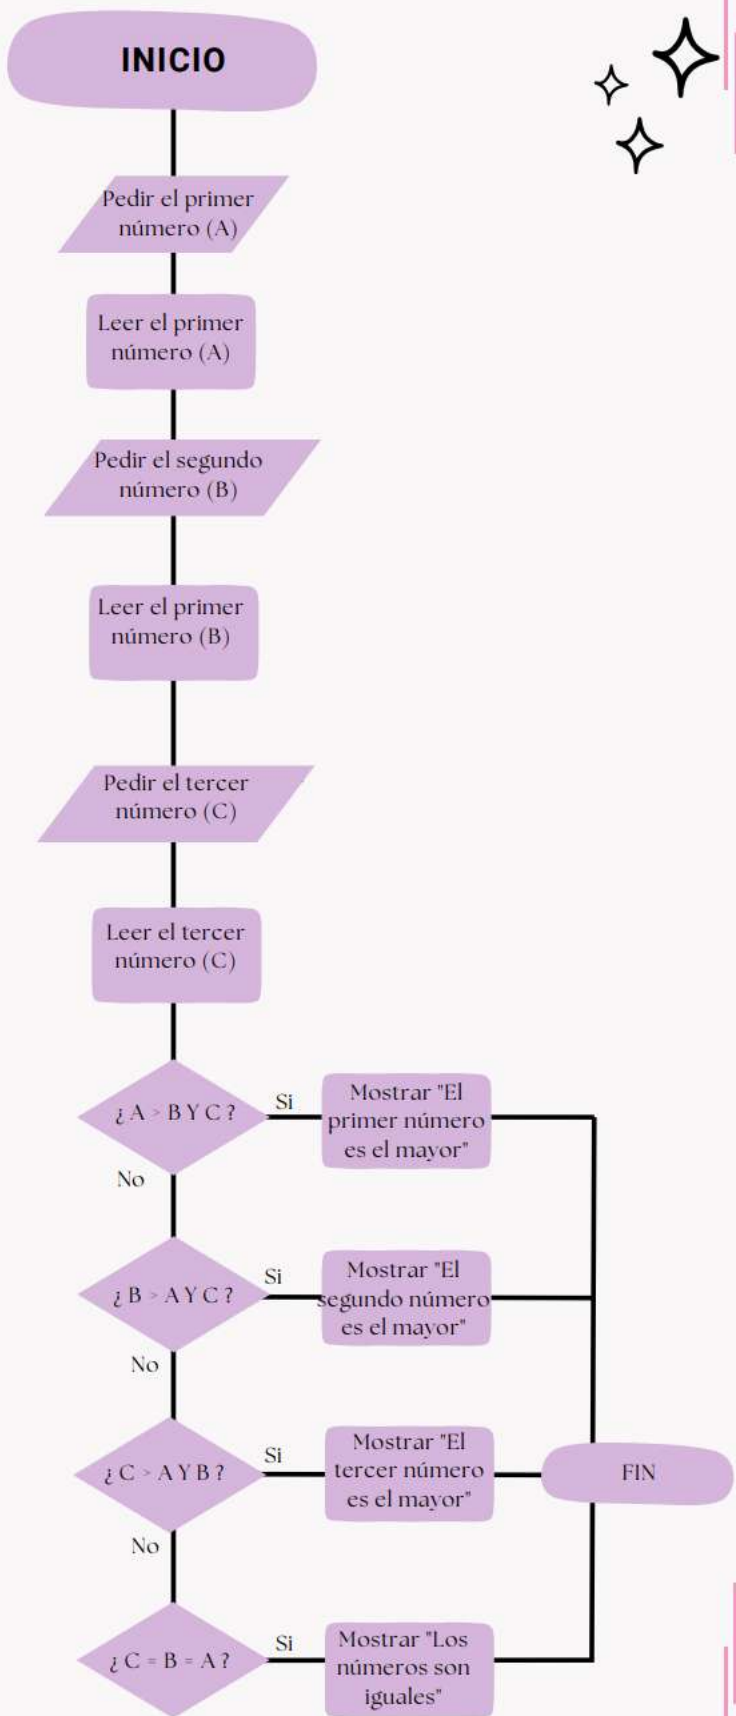 INICIO
Pedir el primer
número (A)
Leer el primer
número (A)
Pedir el segundo
número (B)
Leer el primer
número (B)
Pedir el tercer
número (C)
Leer el tercer
número (C)
¿ A > B Y C ?
Si
Mostrar "El
primer número
es el mayor"
No
¿ B > A Y C ?
Si
Mostrar "El
segundo número
es el mayor"
No
¿ C > A Y B ?
Si
Mostrar "El
tercer número
es el mayor"
FIN
No
¿ C = B = A ?
Si
Mostrar "Los
números son
iguales"